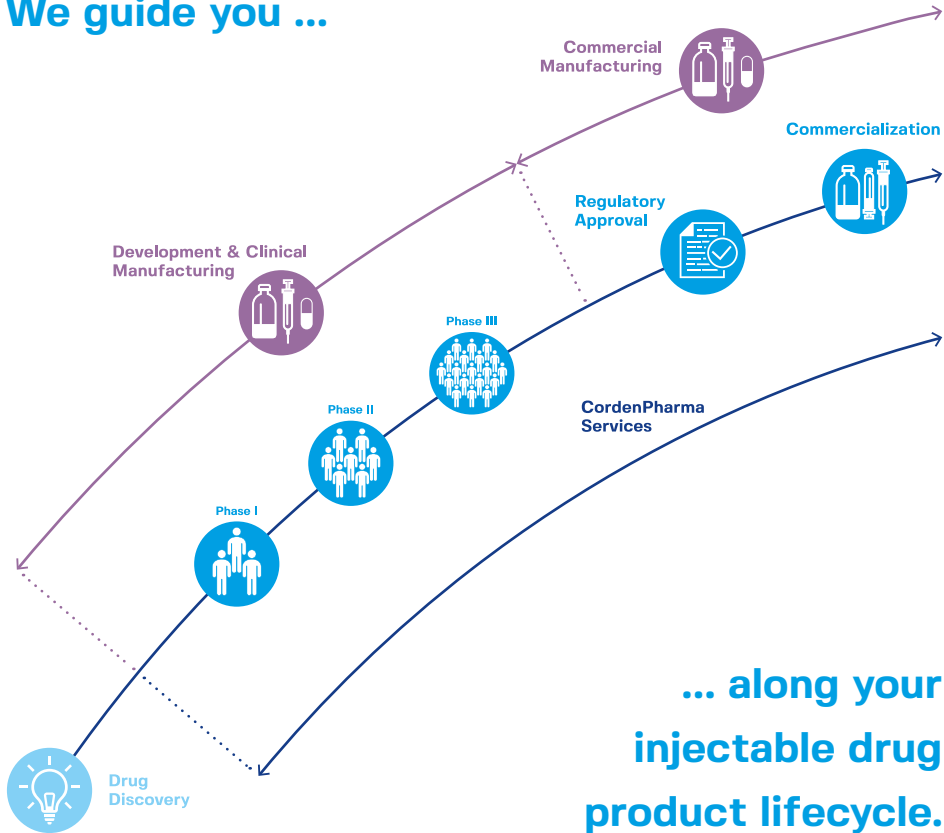 We guide you ...
Commercial
Manufacturing
Commercialization
Regulatory
Approval
Development & Clinical
Manufacturing
Phase III
Phase II
Phase I
CordenPharma
Services
Drug
Discovery
... along your
injectable drug
product lifecycle.